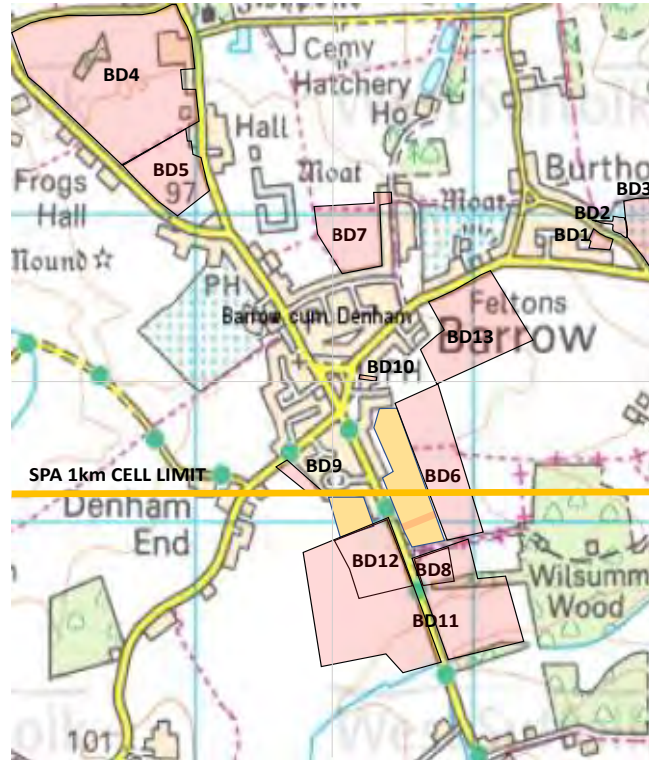 BD4
Cemy
Hatchery
Ho
Hall
BD5
97
Moat
Moat
Burtho
BD3
BD2
BD1
Frogs
Hall
BD7
Mound
PH
Barrow cum Denham
Feltons
Barrow
BD13
BD10
PH
BD9
BD6
SPA 1km CELL LIMIT
Denham
End
BD12
BD8
Wilsumm
Wood
BD11
101